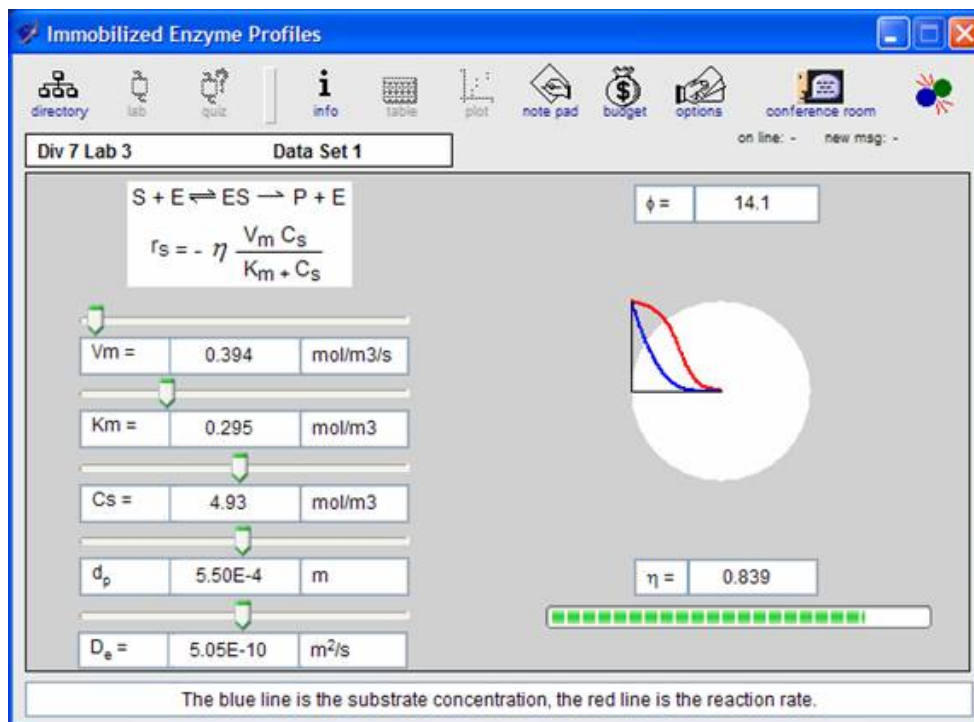 Immobilized Enzyme Profiles
directory lab quiz info table plot note pad budget options conference room
on line: - new msg: -
Div 7 Lab 3 Data Set 1
S + E ⇌ ES → P + E
rs = - η Vm Cs / Km + Cs
ϕ = 14.1
Vm = 0.394 mol/m3/s
Km = 0.295 mol/m3
Cs = 4.93 mol/m3
dp 5.50E-4 m
η = 0.839
De = 5.05E-10 m²/s
The blue line is the substrate concentration, the red line is the reaction rate.